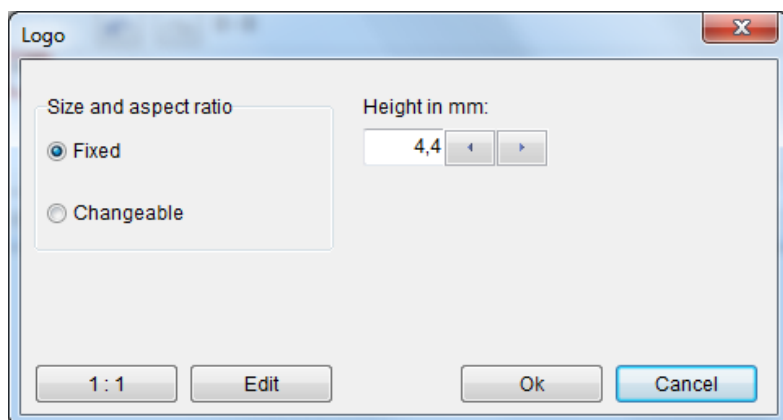 Logo
Size and aspect ratio
Height in mm:
Fixed
4,4
Changeable
1 : 1
Edit
Ok
Cancel